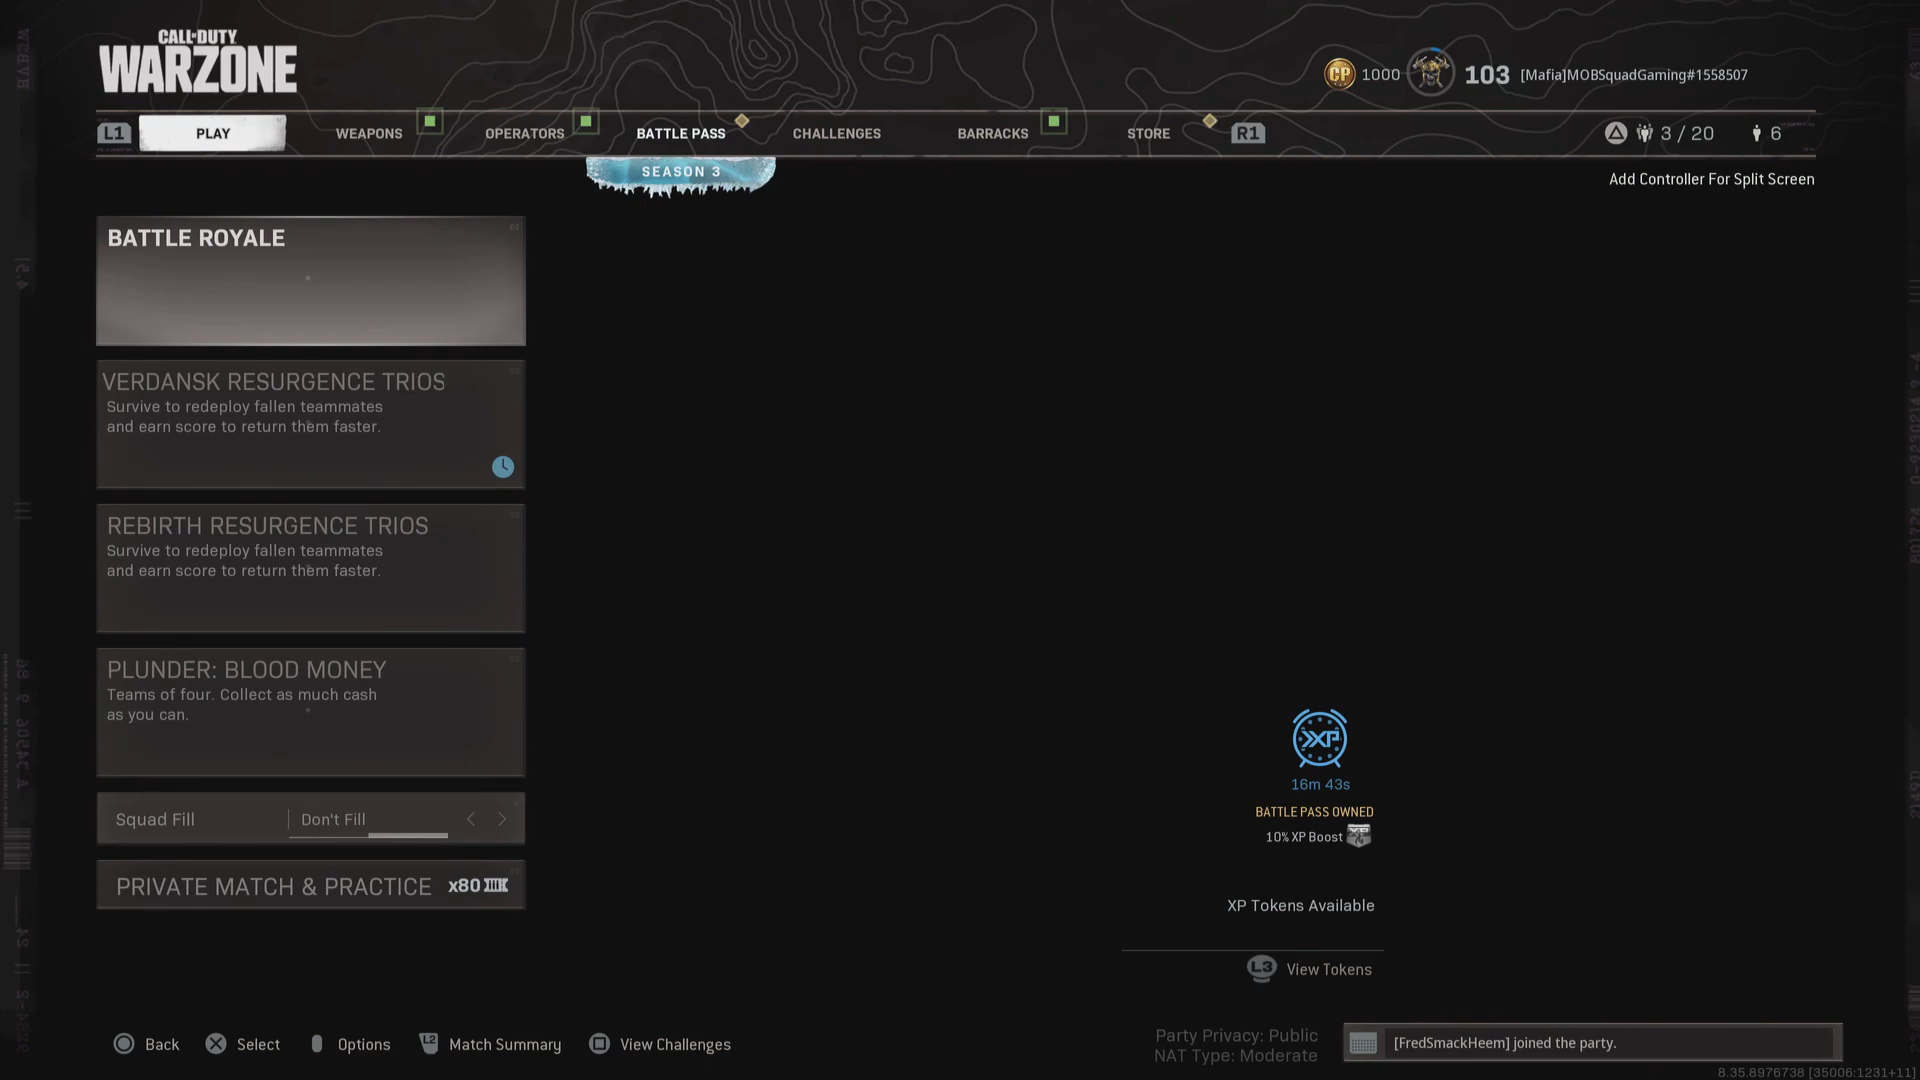 CALL OF DUTY
WARZONE
CP 1000 103 [Mafia]MOBSquadGaming#1558507
L1 PLAY WEAPONS OPERATORS BATTLE PASS CHALLENGES BARRACKS STORE R1 3 / 20 6
SEASON 3
Add Controller For Split Screen
BATTLE ROYALE
VERDANSK RESURGENCE TRIOS
Survive to redeploy fallen teammates
and earn score to return them faster.
REBIRTH RESURGENCE TRIOS
Survive to redeploy fallen teammates
and earn score to return them faster.
PLUNDER: BLOOD MONEY
Teams of four. Collect as much cash
as you can.
Squad Fill Don't Fill
PRIVATE MATCH & PRACTICE x80
XP
16m 43s
BATTLE PASS OWNED
10% XP Boost XP
XP Tokens Available
L3 View Tokens
Back Select Options L2 Match Summary View Challenges
Party Privacy: Public
NAT Type: Moderate
[FredSmackHeem] joined the party.
8.35.8976738 [35006:1231+11]